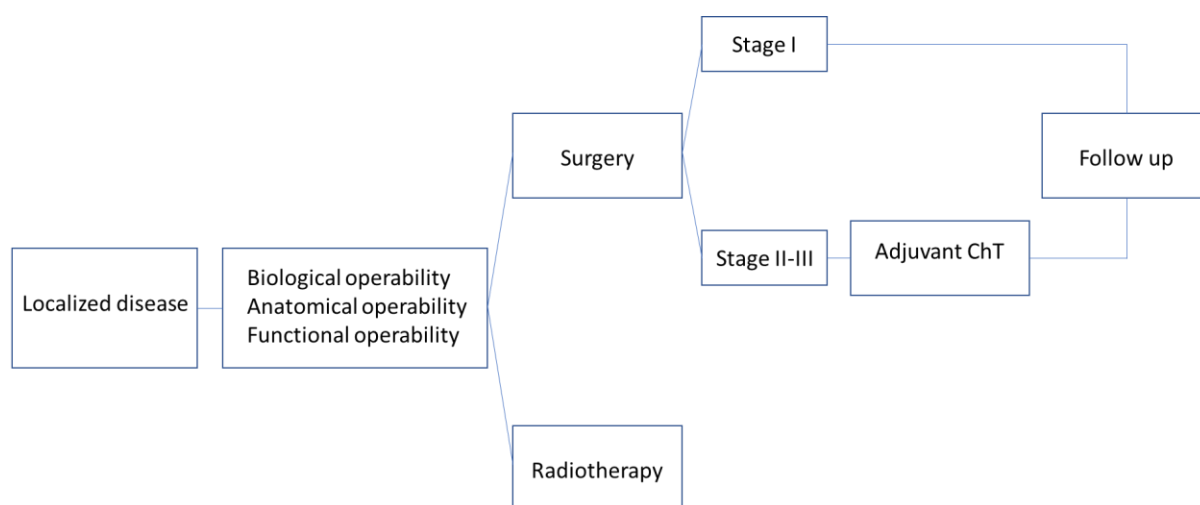 Localized disease
Biological operability
Anatomical operability
Functional operability
Surgery
Radiotherapy
Stage I
Stage II-III
Adjuvant ChT
Follow up